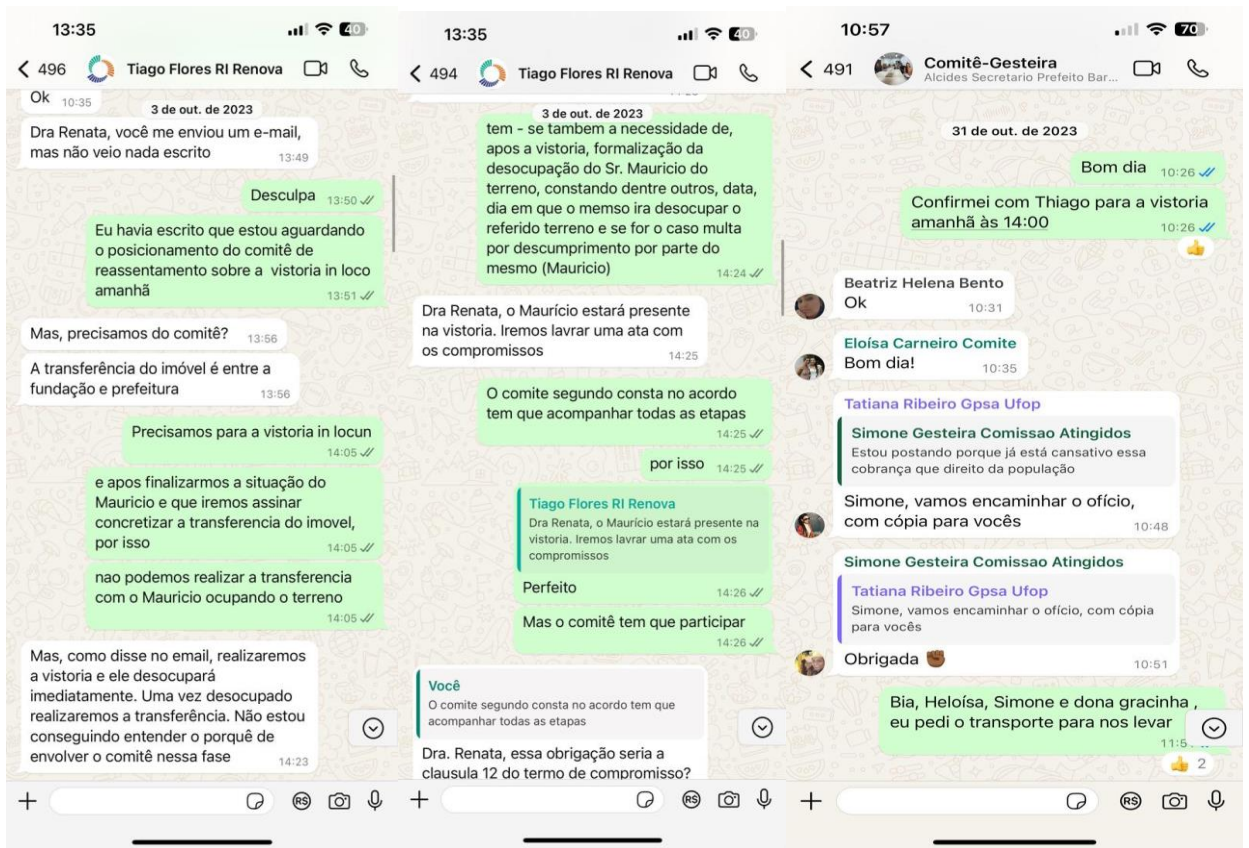 13:35
40
496
Tiago Flores RI Renova
Ok 10:35
3 de out. de 2023
Dra Renata, você me enviou um e-mail,
mas não veio nada escrito
13:49
Desculpa 13:50
Eu havia escrito que estou aguardando
o posicionamento do comitê de
reassentamento sobre a vistoria in loco
amanhã
13:51
Mas, precisamos do comitê? 13:56
A transferência do imóvel é entre a
fundação e prefeitura
13:56
Precisamos para a vistoria in locun
14:05
e apos finalizarmos a situação do
Mauricio e que iremos assinar
concretizar a transferencia do imovel,
por isso
14:05
nao podemos realizar a transferencia
com o Mauricio ocupando o terreno
14:05
Mas, como disse no email, realizaremos
a vistoria e ele desocupará
imediatamente. Uma vez desocupado
realizaremos a transferência. Não estou
conseguindo entender o porquê de
envolver o comitê nessa fase
14:23
RS
13:35
40
494
Tiago Flores RI Renova
3 de out. de 2023
tem - se tambem a necessidade de,
apos a vistoria, formalização da
desocupação do Sr. Mauricio do
terreno, constando dentre outros, data,
dia em que o memso ira desocupar o
referido terreno e se for o caso multa
por descumprimento por parte do
mesmo (Mauricio)
14:24
Dra Renata, o Maurício estará presente
na vistoria. Iremos lavrar uma ata com
os compromissos
14:25
O comite segundo consta no acordo
tem que acompanhar todas as etapas
14:25
por isso 14:25
Tiago Flores RI Renova
Dra Renata, o Maurício estará presente na
vistoria. Iremos lavrar uma ata com os
compromissos
Perfeito
14:26
Mas o comitê tem que participar
14:26
Você
O comite segundo consta no acordo tem que
acompanhar todas as etapas
Dra. Renata, essa obrigação seria a
clausula 12 do termo de compromisso?
RS
10:57
70
491
Comitê-Gesteira
Alcides Secretario Prefeito Bar...
31 de out. de 2023
Bom dia 10:26
Confirmei com Thiago para a vistoria
amanhã às 14:00
10:26
Beatriz Helena Bento
Ok
10:31
Eloísa Carneiro Comite
Bom dia!
10:35
Tatiana Ribeiro Gpsa Ufop
Simone Gesteira Comissao Atingidos
Estou postando porque já está cansativo essa
cobrança que direito da população
Simone, vamos encaminhar o ofício,
com cópia para vocês
10:48
Simone Gesteira Comissao Atingidos
Tatiana Ribeiro Gpsa Ufop
Simone, vamos encaminhar o ofício, com cópia
para vocês
Obrigada
10:51
Bia, Heloísa, Simone e dona gracinha ,
eu pedi o transporte para nos levar
2
RS